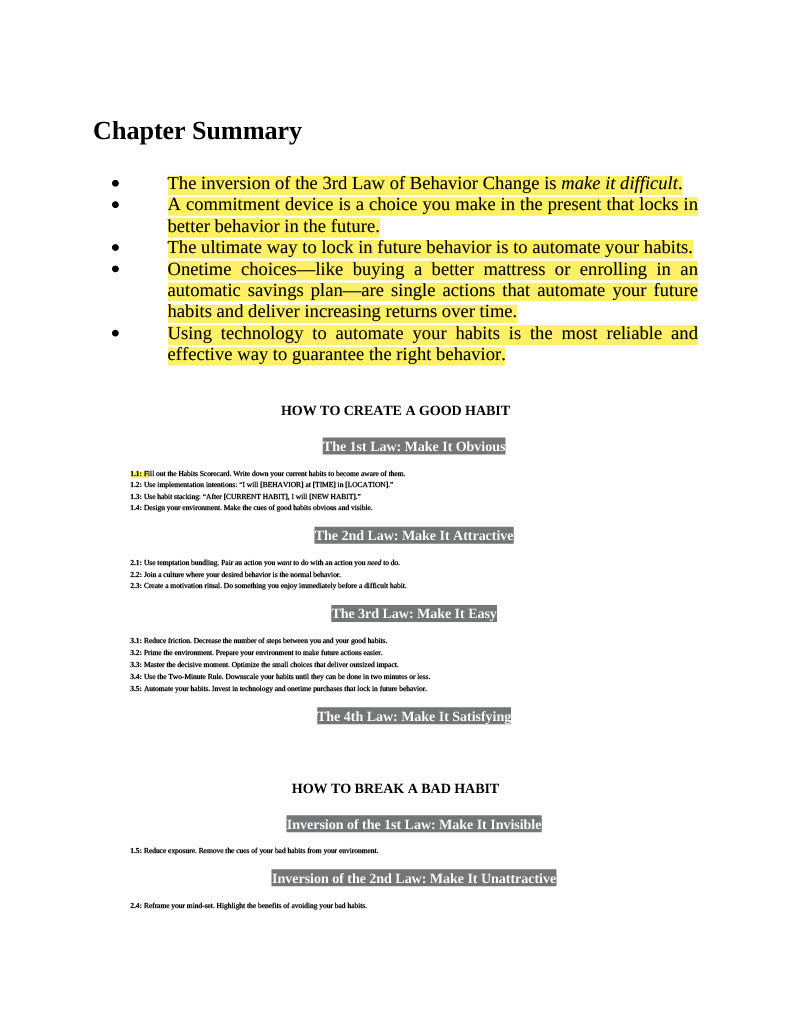 Chapter Summary
• The inversion of the 3rd Law of Behavior Change is make it difficult.
• A commitment device is a choice you make in the present that locks in
better behavior in the future.
• The ultimate way to lock in future behavior is to automate your habits.
• Onetime choices—like buying a better mattress or enrolling in an
automatic savings plan—are single actions that automate your future
habits and deliver increasing returns over time.
• Using technology to automate your habits is the most reliable and
effective way to guarantee the right behavior.
HOW TO CREATE A GOOD HABIT
The 1st Law: Make It Obvious
1.1: Fill out the Habits Scorecard. Write down your current habits to become aware of them.
1.2: Use implementation intentions: “I will [BEHAVIOR] at [TIME] in [LOCATION].”
1.3: Use habit stacking: “After [CURRENT HABIT], I will [NEW HABIT].”
1.4: Design your environment. Make the cues of good habits obvious and visible.
The 2nd Law: Make It Attractive
2.1: Use temptation bundling. Pair an action you want to do with an action you need to do.
2.2: Join a culture where your desired behavior is the normal behavior.
2.3: Create a motivation ritual. Do something you enjoy immediately before a difficult habit.
The 3rd Law: Make It Easy
3.1: Reduce friction. Decrease the number of steps between you and your good habits.
3.2: Prime the environment. Prepare your environment to make future actions easier.
3.3: Master the decisive moment. Optimize the small choices that deliver outsized impact.
3.4: Use the Two-Minute Rule. Downscale your habits until they can be done in two minutes or less.
3.5: Automate your habits. Invest in technology and onetime purchases that lock in future behavior.
The 4th Law: Make It Satisfying
HOW TO BREAK A BAD HABIT
Inversion of the 1st Law: Make It Invisible
1.5: Reduce exposure. Remove the cues of your bad habits from your environment.
Inversion of the 2nd Law: Make It Unattractive
2.4: Reframe your mind-set. Highlight the benefits of avoiding your bad habits.